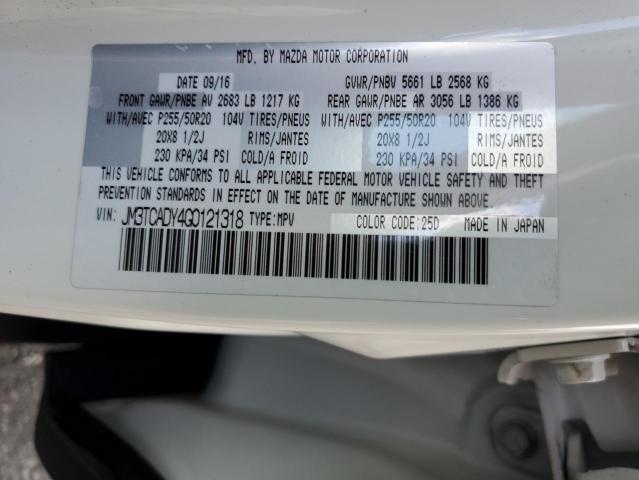 MFD. BY MAZDA MOTOR CORPORATION
DATE 09/16 GVWR/PNBV 5661 LB 2568 KG
FRONT GAWR/PNBE AV 2683 LB 1217 KG REAR GAWR/PNBE AR 3056 LB 1386 KG
WITH/AVEC P255/50R20 104V TIRES/PNEUS WITH/AVEC P255/50R20 104V TIRES/PNEUS
20X8 1/2J RIMS/JANTES 20X8 1/2J RIMS/JANTES
230 KPA/34 PSI COLD/A FROID 230 KPA/34 PSI COLD/A FROID
THIS VEHICLE CONFORMS TO ALL APPLICABLE FEDERAL MOTOR VEHICLE SAFETY AND THEFT
PREVENTION STANDARDS IN EFFECT ON THE DATE OF MANUFACTURE SHOWN ABOVE.
VIN: JM3TCADY4G0121318 TYPE:MPV COLOR CODE:25D MADE IN JAPAN